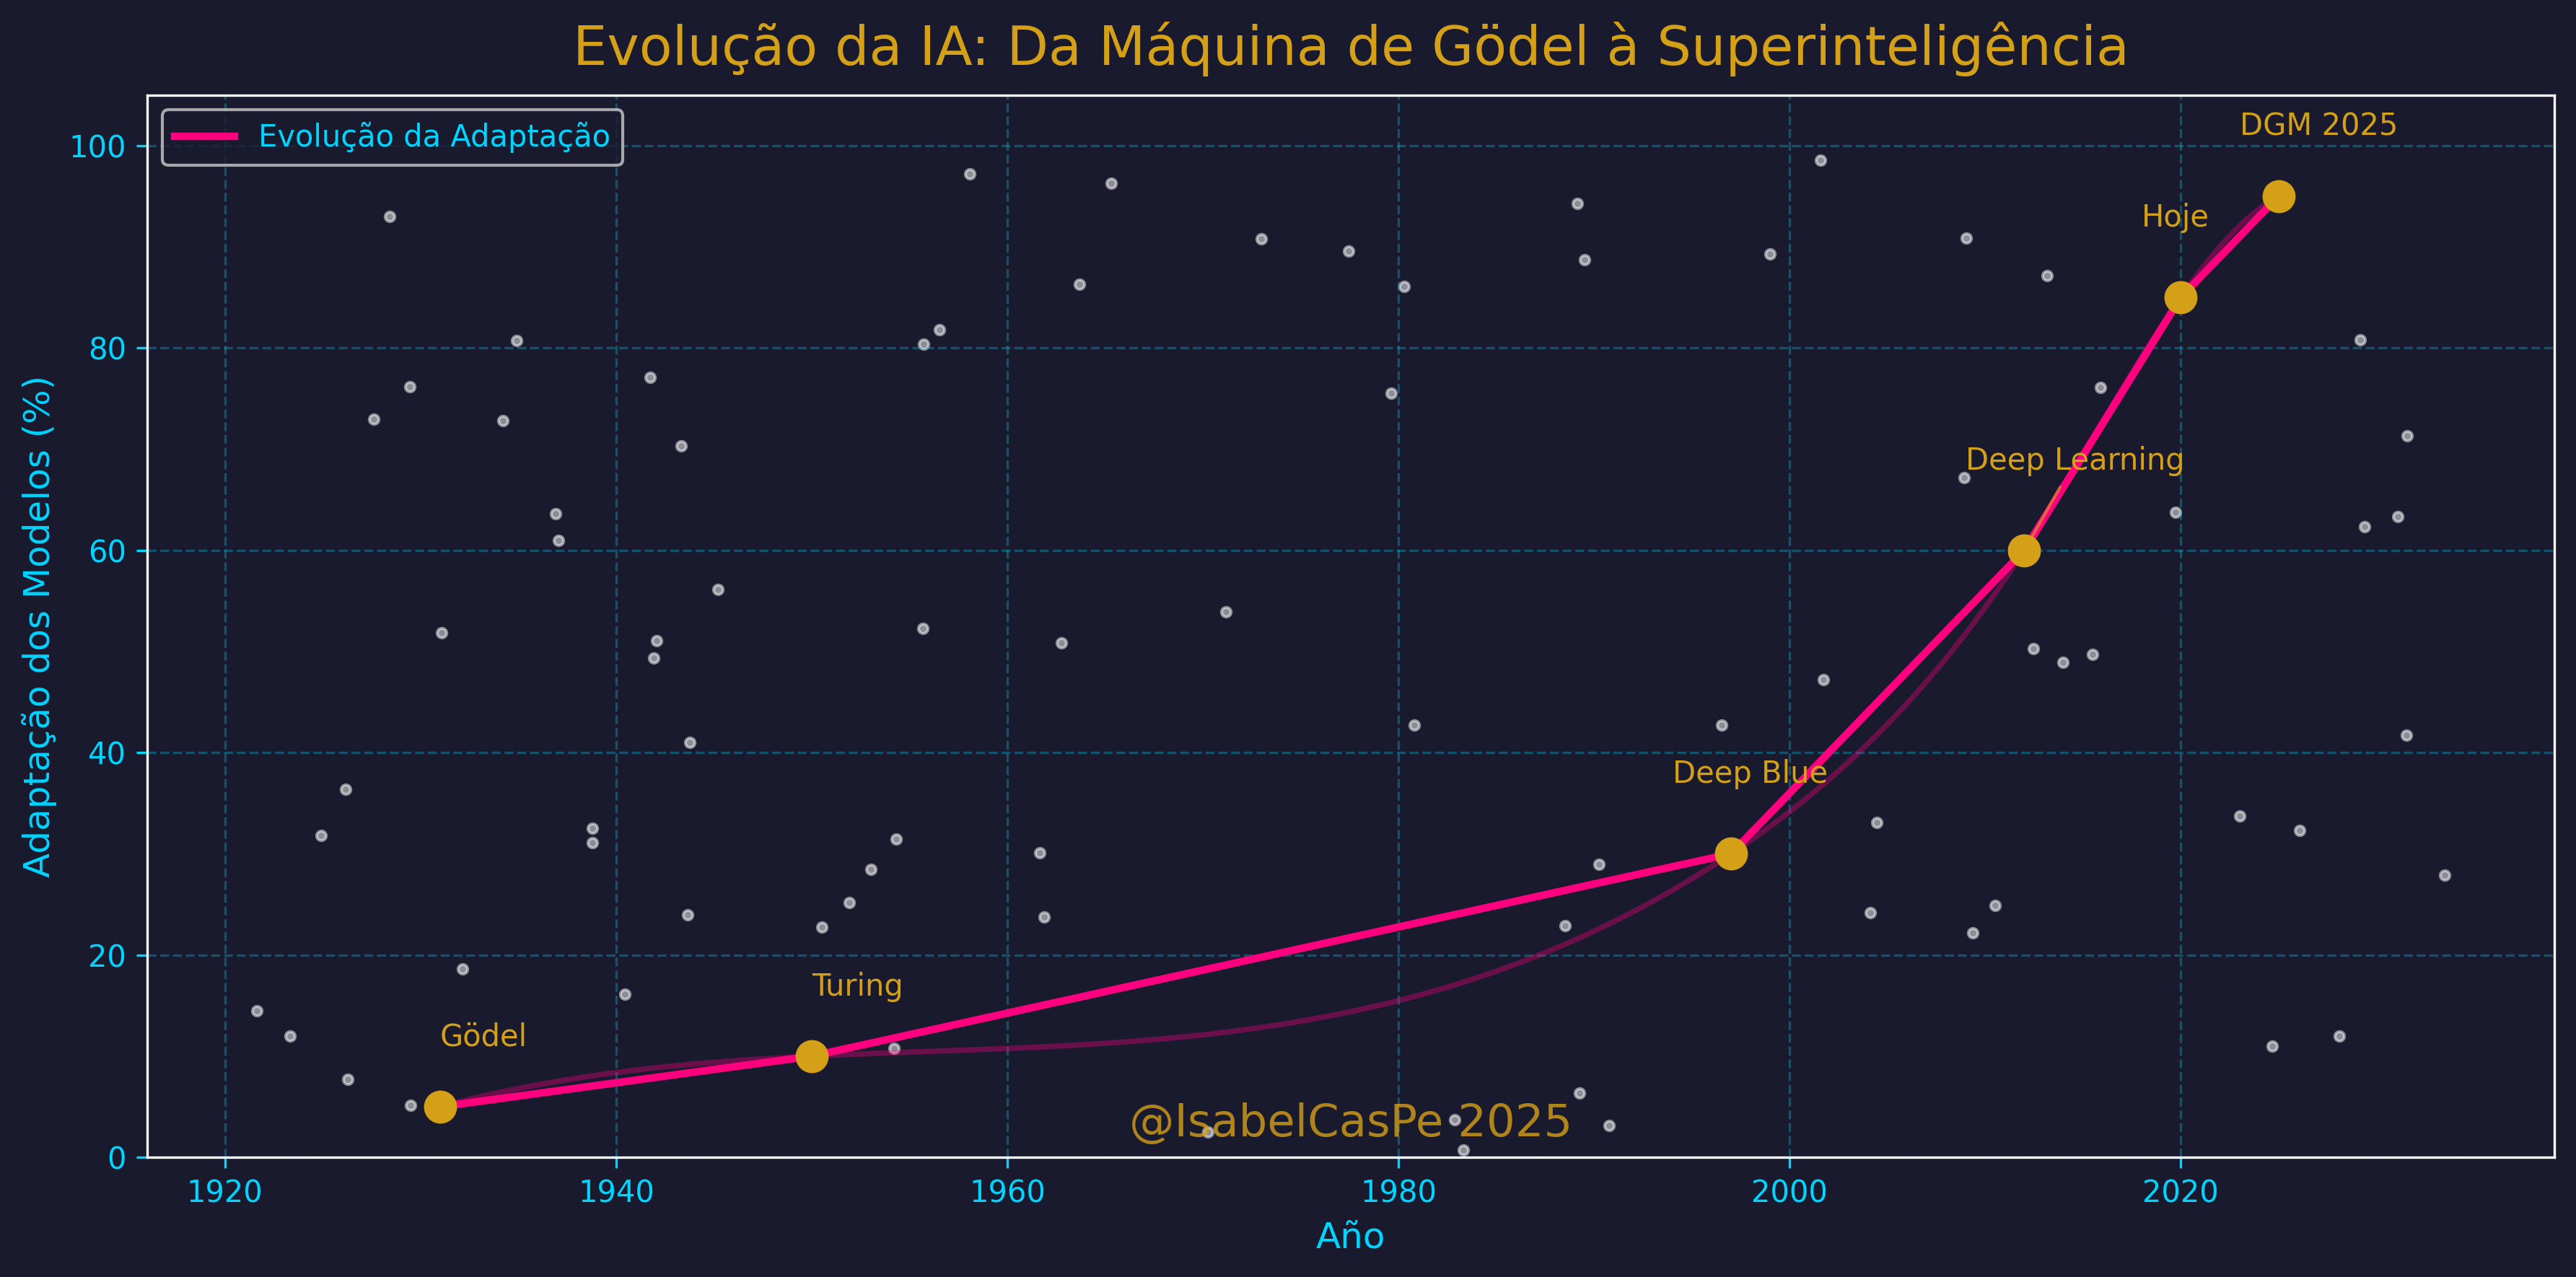 Evolução da IA: Da Máquina de Gödel à Superinteligência
Evolução da Adaptação
DGM 2025
Hoje
Deep Learning
Deep Blue
Turing
Gödel
@IsabelCasPe 2025
Adaptação dos Modelos (%)
100
80
60
40
20
0
1920 1940 1960 1980 2000 2020
Año